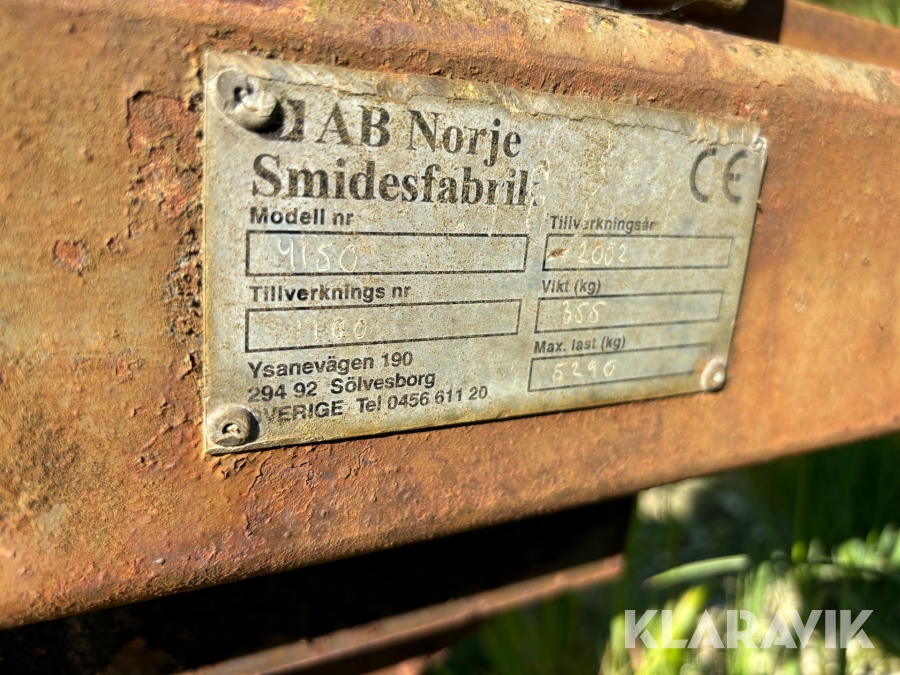 AB Norje
Smidesfabrik
CE
Modell nr
4150
Tillverkningsår
2002
Tillverknings nr
1100
Vikt (kg)
355
Max. last (kg)
5290
Ysanevägen 190
294 92 Sölvesborg
SVERIGE Tel 0456 611 20
KLARAVIK